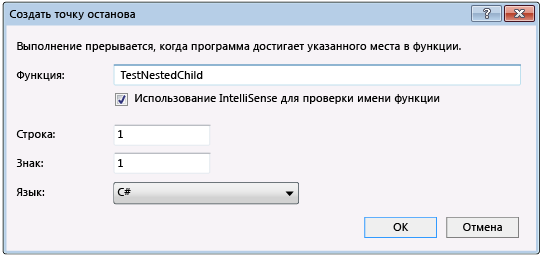 Создать точку останова
Выполнение прерывается, когда программа достигает указанного места в функции.
Функция: TestNestedChild
Использование IntelliSense для проверки имени функции
Строка: 1
Знак: 1
Язык: C#
ОК Отмена